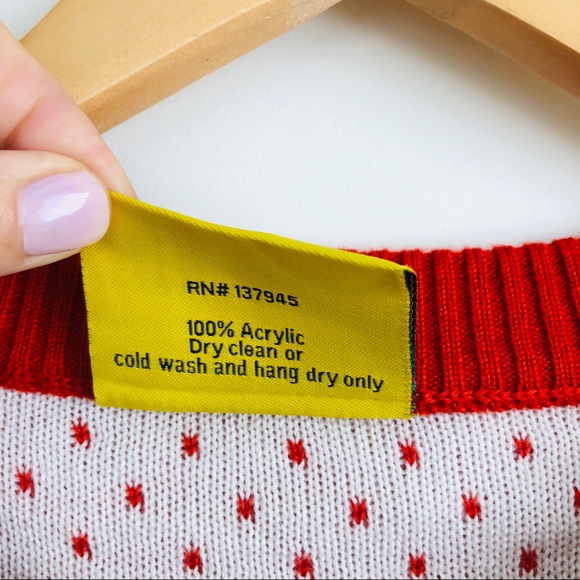 RN# 137945
100% Acrylic
Dry clean or
cold wash and hang dry only